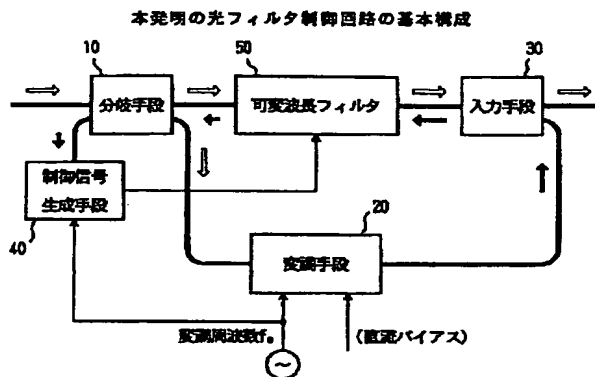 本発明の光フィルタ制御回路の基本構成
10
50
30
分岐手段
可変波長フィルタ
入力手段
制御信号
生成手段
40
20
変調手段
変調周波数f₀
(直流バイアス)
~